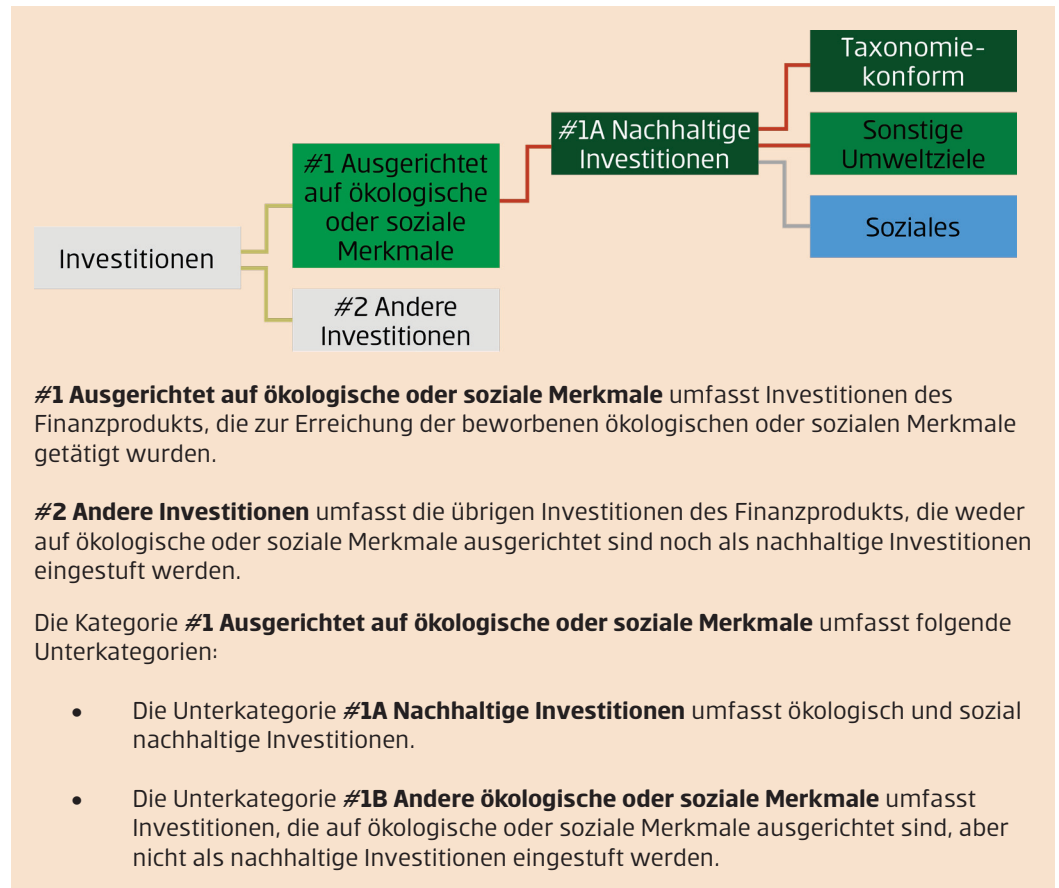 Taxonomie-
konform
#1A Nachhaltige
Investitionen
Sonstige
Umweltziele
#1 Ausgerichtet
auf ökologische
oder soziale
Merkmale
Soziales
Investitionen
#2 Andere
Investitionen
#1 Ausgerichtet auf ökologische oder soziale Merkmale umfasst Investitionen des
Finanzprodukts, die zur Erreichung der beworbenen ökologischen oder sozialen Merkmale
getätigt wurden.
#2 Andere Investitionen umfasst die übrigen Investitionen des Finanzprodukts, die weder
auf ökologische oder soziale Merkmale ausgerichtet sind noch als nachhaltige Investitionen
eingestuft werden.
Die Kategorie #1 Ausgerichtet auf ökologische oder soziale Merkmale umfasst folgende
Unterkategorien:
• Die Unterkategorie #1A Nachhaltige Investitionen umfasst ökologisch und sozial
nachhaltige Investitionen.
• Die Unterkategorie #1B Andere ökologische oder soziale Merkmale umfasst
Investitionen, die auf ökologische oder soziale Merkmale ausgerichtet sind, aber
nicht als nachhaltige Investitionen eingestuft werden.